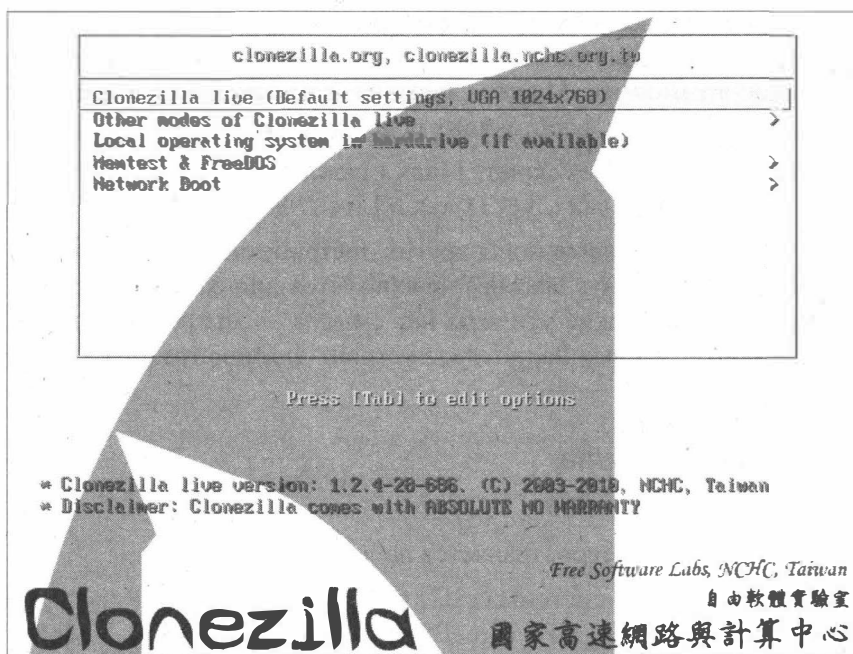 clonezilla.org, clonezilla.nchc.org.tw
Clonezilla live (Default settings, VGA 1024x768)
Other modes of Clonezilla live >
Local operating system in harddrive (if available)
Memtest & FreeDOS >
Network Boot >
Press [Tab] to edit options
* Clonezilla live version: 1.2.4-28-686. (C) 2003-2010, NCHC, Taiwan
* Disclaimer: Clonezilla comes with ABSOLUTE NO WARRANTY
Free Software Labs, NCHC, Taiwan
自由軟體實驗室
Clonezilla
國家高速網路與計算中心